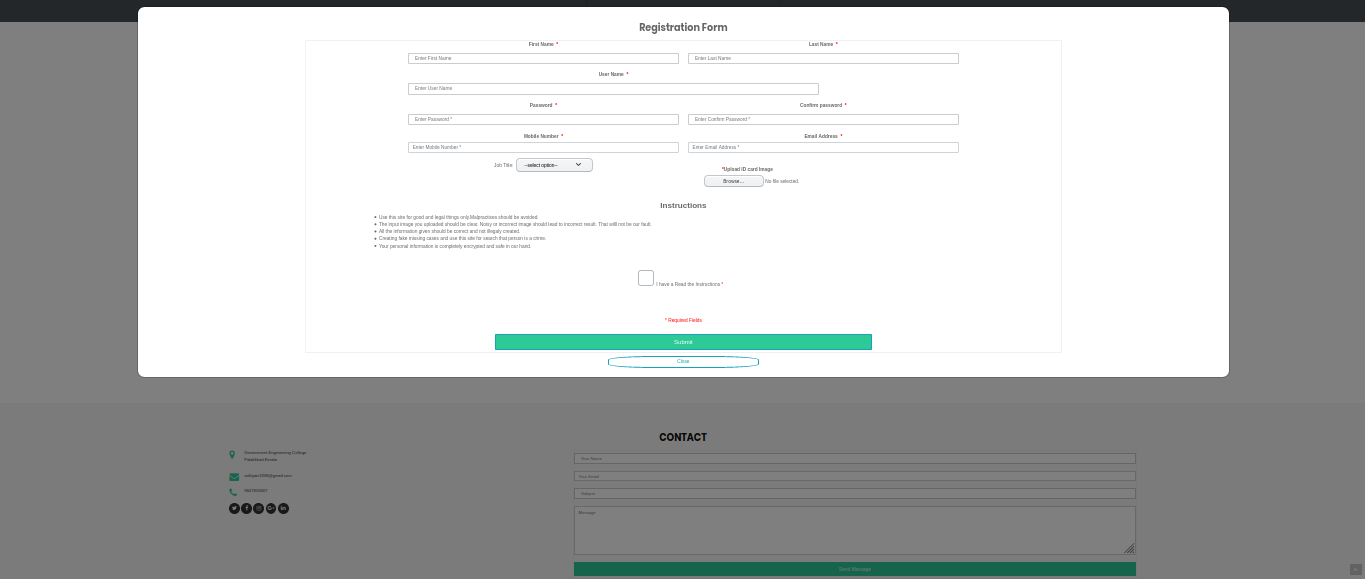 Registration Form
First Name *
Last Name *
Enter First Name
Enter Last Name
User Name *
Enter User Name
Password *
Confirm password *
Enter Password *
Enter Confirm Password *
Mobile Number *
Email Address *
Enter Mobile Number *
Enter Email Address *
Job Title
--select option--
*Upload ID card Image
Browse... No file selected.
Instructions
Use this site for good and legal things only.Malpractises should be avoided.
The input image you uploaded should be clear. Noisy or incorrect image should lead to incorrect result. That will not be our fault
All the information given should be correct and not illegally created.
Creating fake missing cases and use this site for search that person is a crime.
Your personal information is completely encrypted and safe in our hand.
I have a Read the Instructions *
* Required Fields
Submit
Close
CONTACT
Government Engineering College
Your Name
Your Email
Subject
Message
Send Message